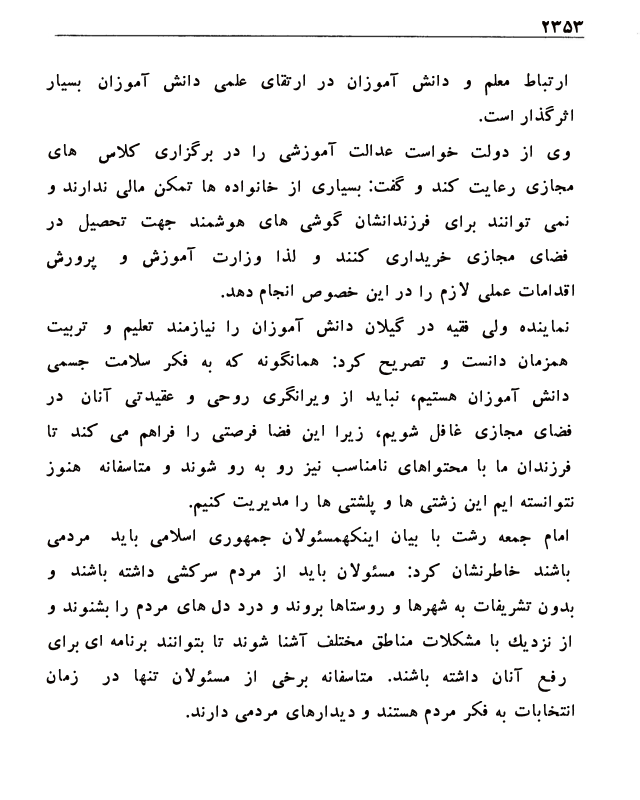 ۲۳۵۳
ارتباط معلم و دانش آموزان در ارتقای علمی دانش آموزان بسیار
اثرگذار است.
وی از دولت خواست عدالت آموزشی را در برگزاری کلاس های
مجازی رعایت کند و گفت: بسیاری از خانواده ها تمکن مالی ندارند و
نمی توانند برای فرزندانشان گوشی های هوشمند جهت تحصیل در
فضای مجازی خریداری کنند و لذا وزارت آموزش و پرورش
اقدامات عملی لازم را در این خصوص انجام دهد.
نماینده ولی فقیه در گیلان دانش آموزان را نیازمند تعلیم و تربیت
همزمان دانست و تصریح کرد: همانگونه که به فکر سلامت جسمی
دانش آموزان هستیم، نباید از ویرانگری روحی و عقیدتی آنان در
فضای مجازی غافل شویم، زیرا این فضا فرصتی را فراهم می کند تا
فرزندان ما با محتواهای نامناسب نیز رو به رو شوند و متاسفانه هنوز
نتوانسته ایم این زشتی ها و پلشتی ها را مدیریت کنیم.
امام جمعه رشت با بیان اینکهمسئولان جمهوری اسلامی باید مردمی
باشند خاطرنشان کرد: مسئولان باید از مردم سرکشی داشته باشند و
بدون تشریفات به شهرها و روستاها بروند و درد دل های مردم را بشنوند و
از نزدیك با مشکلات مناطق مختلف آشنا شوند تا بتوانند برنامه ای برای
رفع آنان داشته باشند. متاسفانه برخی از مسئولان تنها در زمان
انتخابات به فکر مردم هستند و دیدارهای مردمی دارند.